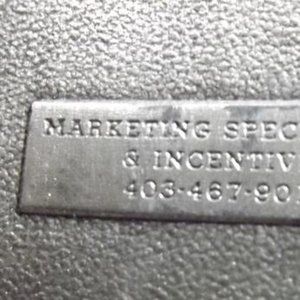 MARKETING SPEC
& INCENTIV
403-467-90